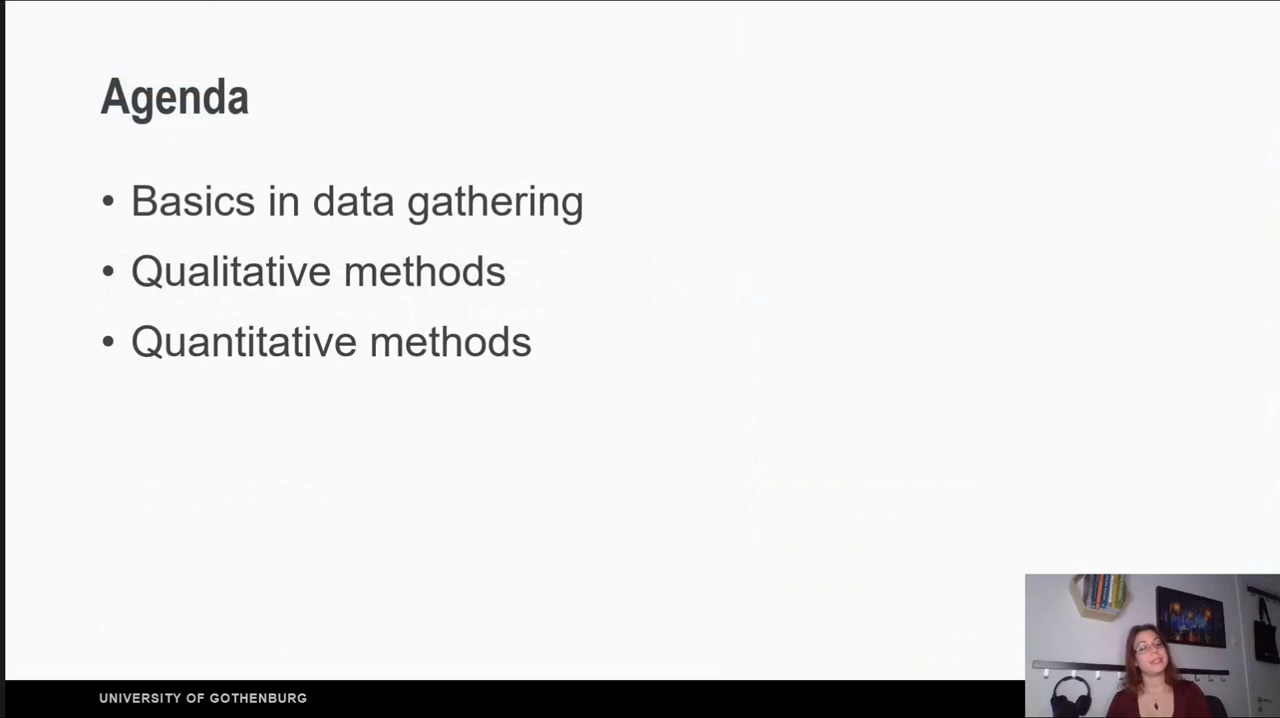 Agenda
• Basics in data gathering
• Qualitative methods
• Quantitative methods
UNIVERSITY OF GOTHENBURG